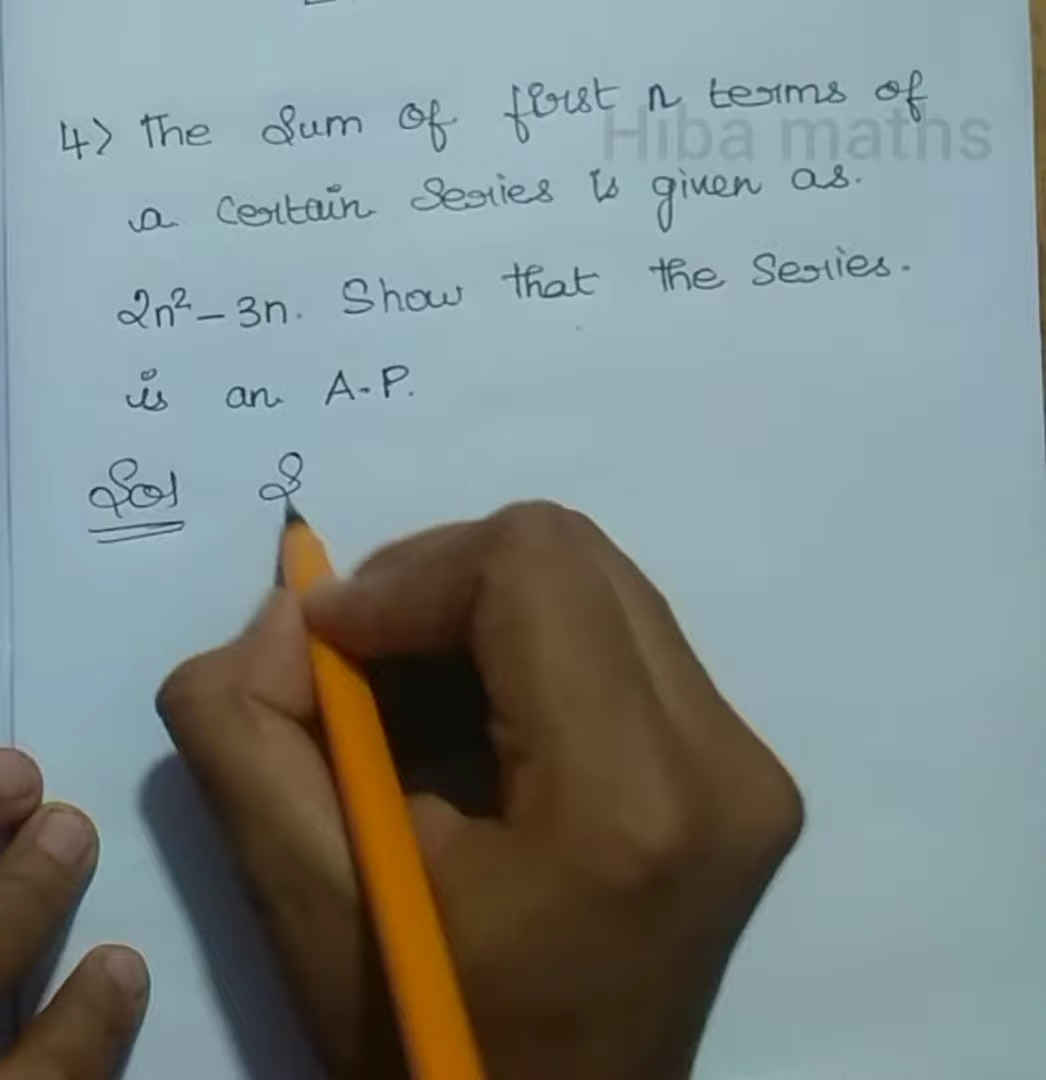 4) The Sum of first n terms of
Hiba maths
a certain Series is given as.
2n² – 3n. Show that the Series.
is an A-P.
Sol S